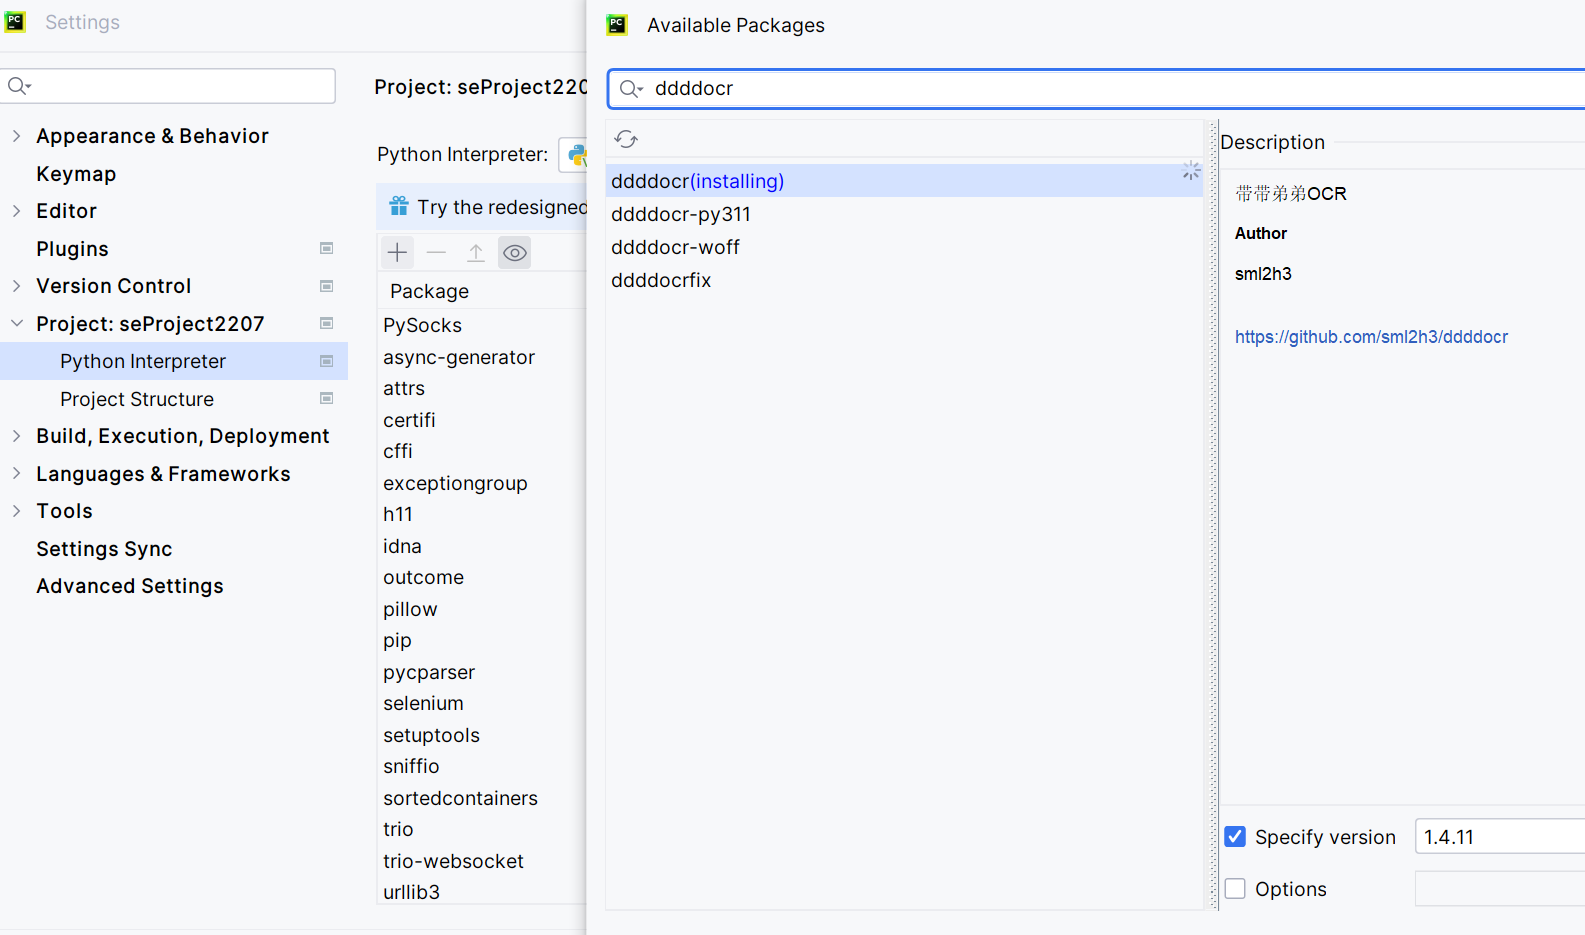 Settings
Project: seProject220
Python Interpreter:
Try the redesigned
Appearance & Behavior
Keymap
Editor
Plugins
Version Control
Project: seProject2207
Python Interpreter
Project Structure
Build, Execution, Deployment
Languages & Frameworks
Tools
Settings Sync
Advanced Settings
Package
PySocks
async-generator
attrs
certifi
cffi
exceptiongroup
h11
idna
outcome
pillow
pip
pycparser
selenium
setuptools
sniffio
sortedcontainers
trio
trio-websocket
urllib3
Available Packages
ddddocr
ddddocr(installing)
ddddocr-py311
ddddocr-woff
ddddocrfix
Description
带带弟弟OCR
Author
sml2h3
https://github.com/sml2h3/ddddocr
Specify version 1.4.11
Options